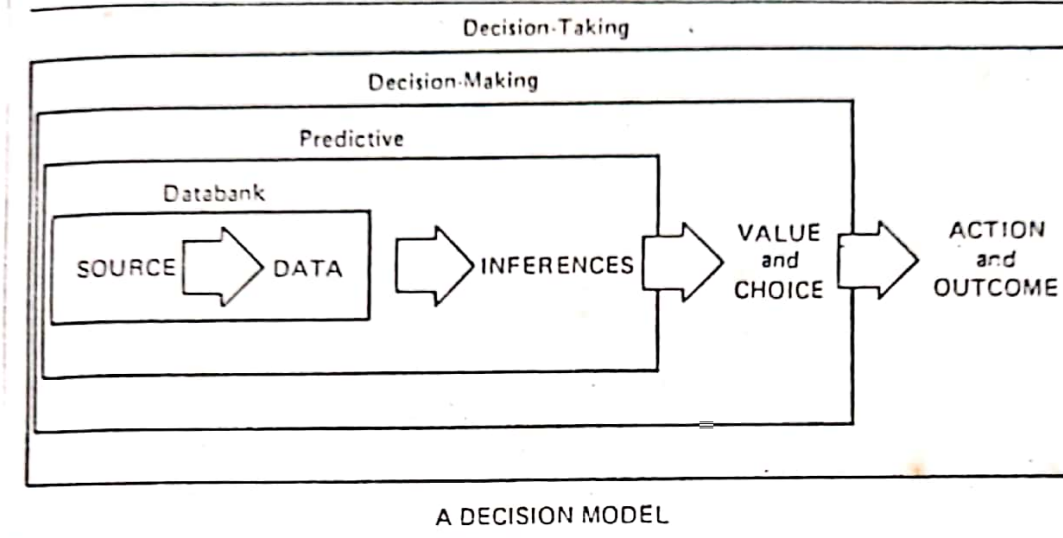 Decision-Taking
Decision-Making
Predictive
Databank
SOURCE
DATA
INFERENCES
VALUE
and
CHOICE
ACTION
and
OUTCOME
A DECISION MODEL